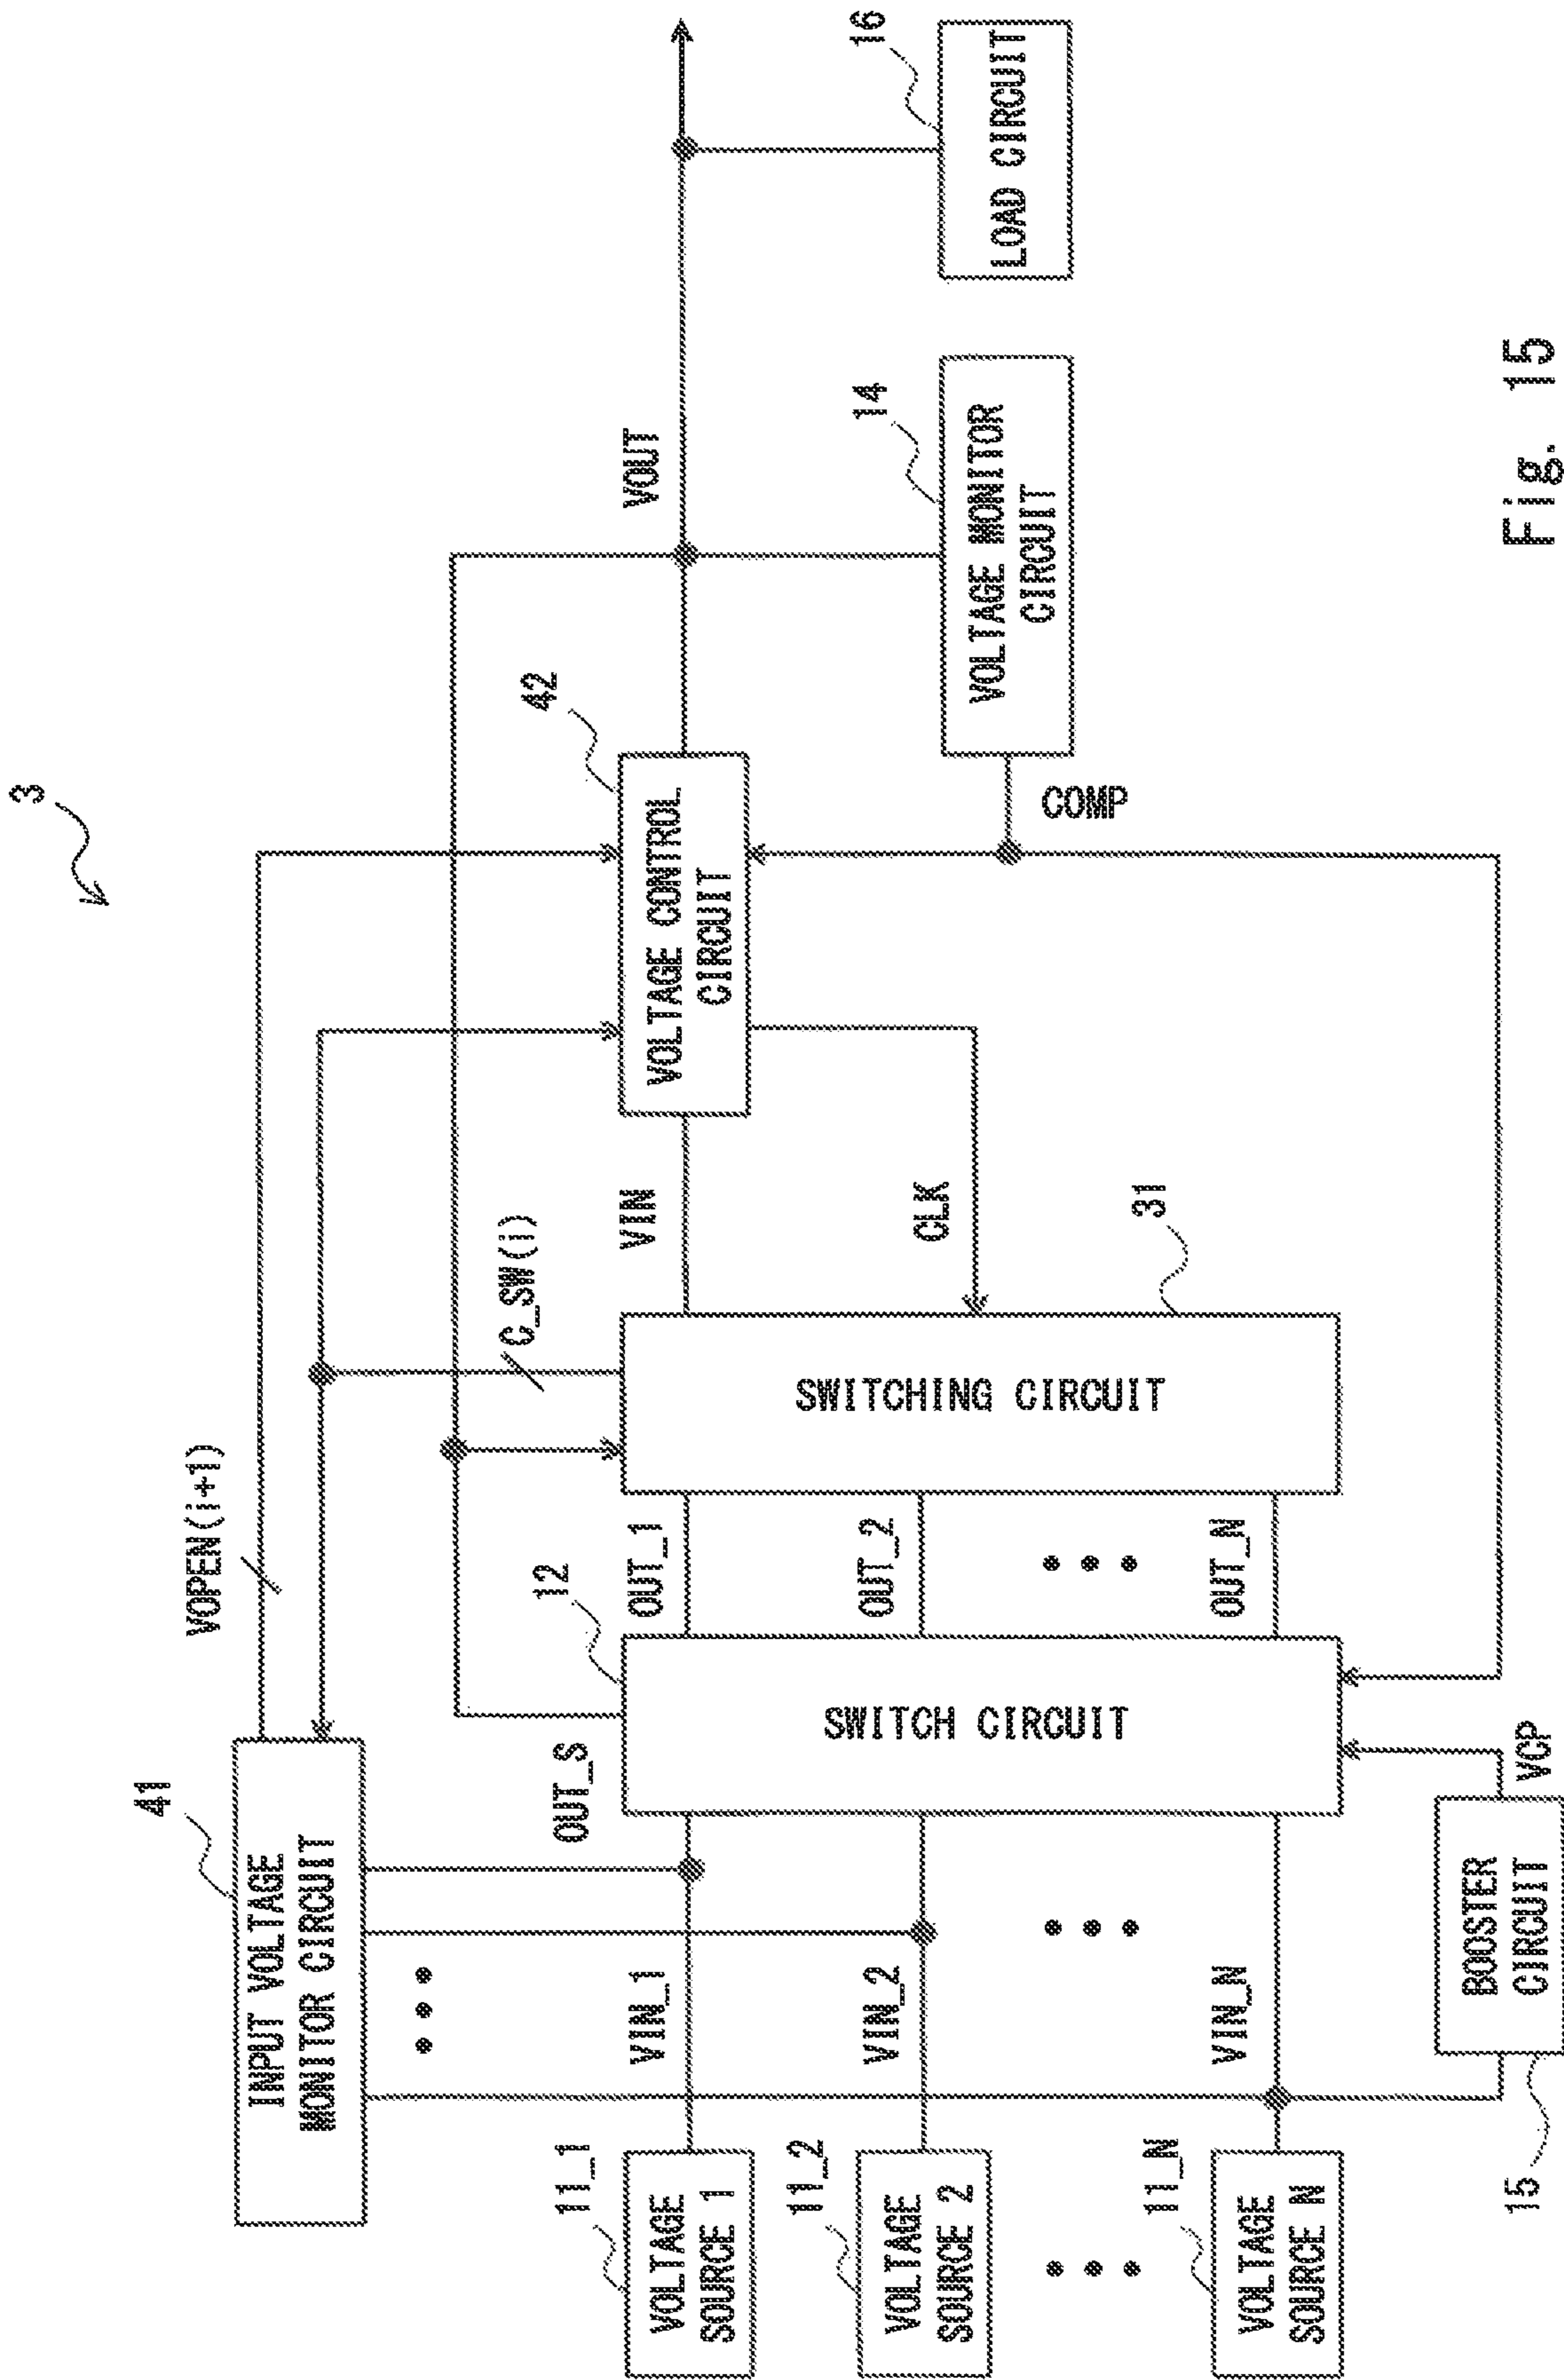 3
41
INPUT VOLTAGE
MONITOR CIRCUIT
VOPEN(i+1)
C_SW(i)
OUT_S
12
42
11_1
VOLTAGE
SOURCE 1
VIN_1
OUT_1
VIN
VOLTAGE CONTROL
CIRCUIT
VOUT
11_2
VOLTAGE
SOURCE 2
VIN_2
SWITCH CIRCUIT
OUT_2
SWITCHING CIRCUIT
CLK
COMP
14
VOLTAGE MONITOR
CIRCUIT
16
LOAD CIRCUIT
11_N
VOLTAGE
SOURCE N
VIN_N
OUT_N
31
15
BOOSTER
CIRCUIT
VCP
Fig. 15